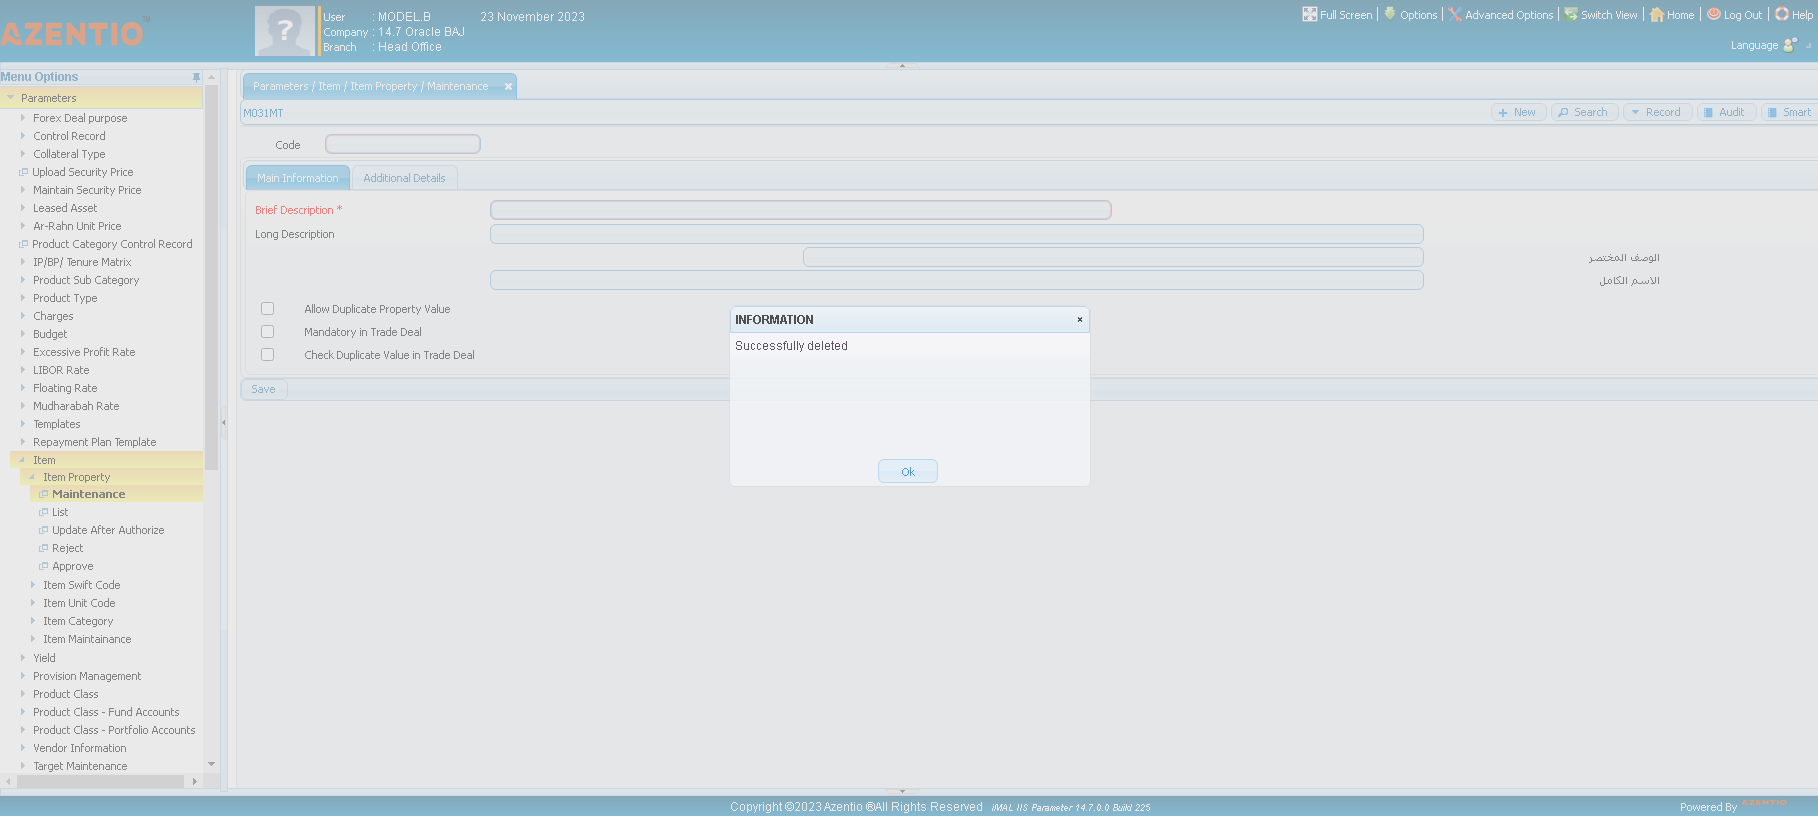 AZENTIO™
User : MODEL.B 23 November 2023
Company : 14.7 Oracle BAJ
Branch : Head Office
Full Screen Options Advanced Options Switch View Home Log Out Help
Language
Menu Options
Parameters
Forex Deal purpose
Control Record
Collateral Type
Upload Security Price
Maintain Security Price
Leased Asset
Ar-Rahn Unit Price
Product Category Control Record
IP/BP/ Tenure Matrix
Product Sub Category
Product Type
Charges
Budget
Excessive Profit Rate
LIBOR Rate
Floating Rate
Mudharabah Rate
Templates
Repayment Plan Template
Item
Item Property
Maintenance
List
Update After Authorize
Reject
Approve
Item Swift Code
Item Unit Code
Item Category
Item Maintainance
Yield
Provision Management
Product Class
Product Class - Fund Accounts
Product Class - Portfolio Accounts
Vendor Information
Target Maintenance
Parameters / Item / Item Property / Maintenance
M031MT
New Search Record Audit Smart
Code
Main Information Additional Details
Brief Description *
Long Description
الوصف المختصر
الاسم الكامل
Allow Duplicate Property Value
Mandatory in Trade Deal
Check Duplicate Value in Trade Deal
Save
INFORMATION
Successfully deleted
Ok
Copyright ©2023 Azentio ®All Rights Reserved iMAL IIS Parameter 14.7.0.0 Build 225
Powered By AZENTIO